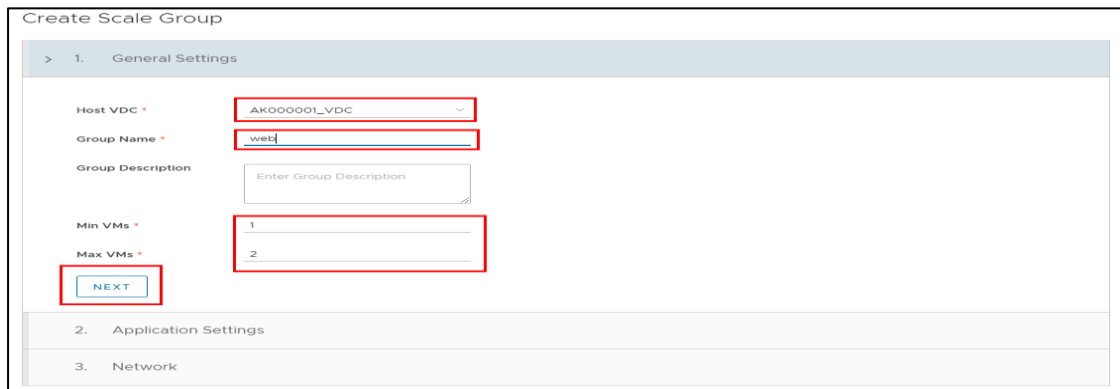 Create Scale Group
> 1. General Settings
Host VDC * AK000001_VDC
Group Name * web
Group Description Enter Group Description
Min VMs * 1
Max VMs * 2
NEXT
2. Application Settings
3. Network